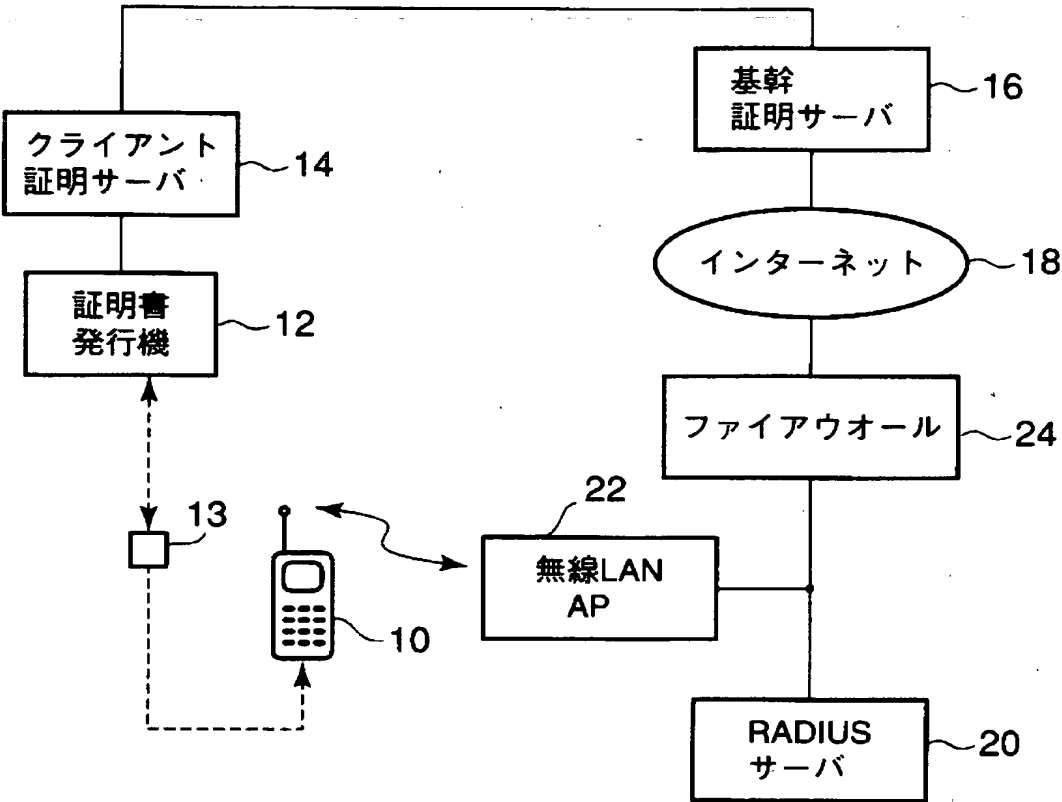 基幹
証明サーバ
16
クライアント
証明サーバ
14
インターネット
18
証明書
発行機
12
ファイアウオール
24
13
22
無線LAN
AP
10
RADIUS
サーバ
20